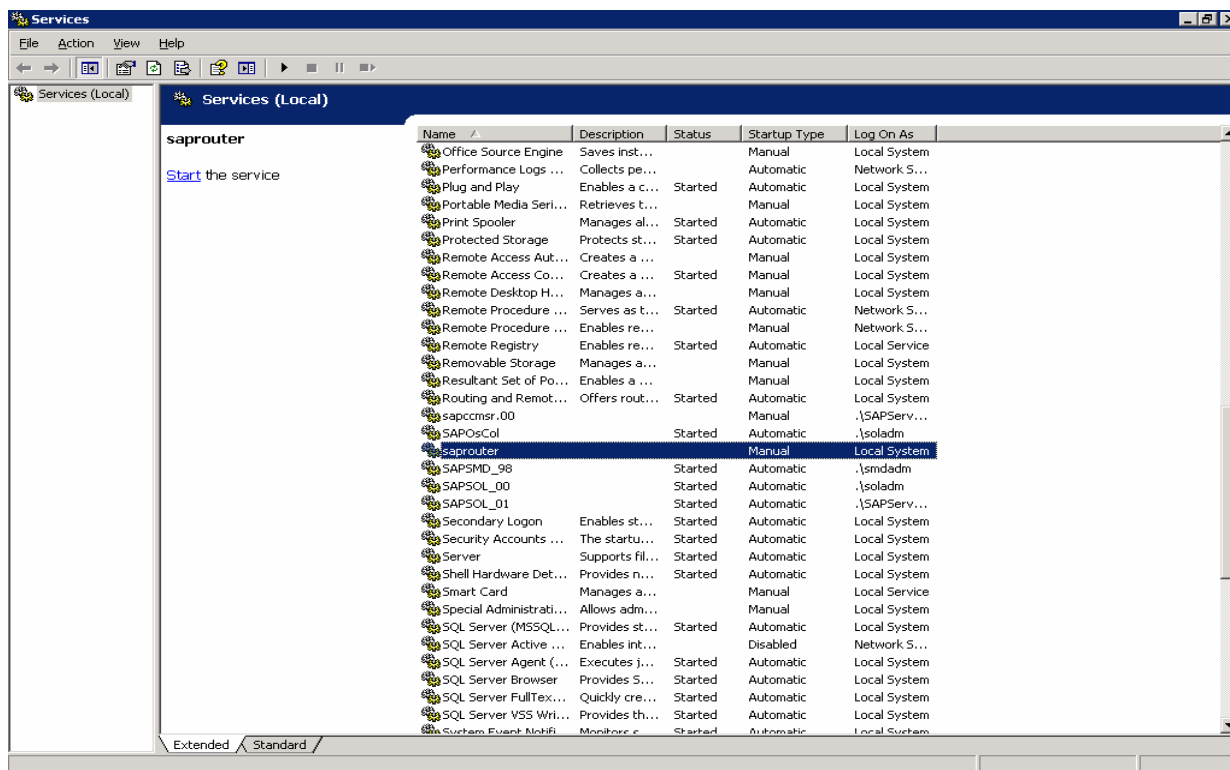 Services
File Action View Help
Services (Local)
Services (Local)
saprouter
Start the service
Name Description Status Startup Type Log On As
Office Source Engine Saves inst... Manual Local System
Performance Logs ... Collects pe... Automatic Network S...
Plug and Play Enables a c... Started Automatic Local System
Portable Media Seri... Retrieves t... Manual Local System
Print Spooler Manages al... Started Automatic Local System
Protected Storage Protects st... Started Automatic Local System
Remote Access Aut... Creates a ... Manual Local System
Remote Access Co... Creates a ... Started Manual Local System
Remote Desktop H... Manages a... Manual Local System
Remote Procedure ... Serves as t... Started Automatic Network S...
Remote Procedure ... Enables re... Manual Network S...
Remote Registry Enables re... Started Automatic Local Service
Removable Storage Manages a... Manual Local System
Resultant Set of Po... Enables a ... Manual Local System
Routing and Remot... Offers rout... Started Automatic Local System
sapccmsr.00 Manual .\SAPServ...
SAPOsCol Started Automatic .\soladm
saprouter Manual Local System
SAPSMD_98 Started Automatic .\smdadm
SAPSOL_00 Started Automatic .\soladm
SAPSOL_01 Started Automatic .\SAPServ...
Secondary Logon Enables st... Started Automatic Local System
Security Accounts ... The startu... Started Automatic Local System
Server Supports fil... Started Automatic Local System
Shell Hardware Det... Provides n... Started Automatic Local System
Smart Card Manages a... Manual Local Service
Special Administrati... Allows adm... Manual Local System
SQL Server (MSSQL... Provides st... Started Automatic Local System
SQL Server Active ... Enables int... Disabled Network S...
SQL Server Agent (... Executes j... Started Automatic Local System
SQL Server Browser Provides S... Started Automatic Local System
SQL Server FullTex... Quickly cre... Started Automatic Local System
SQL Server VSS Wri... Provides th... Started Automatic Local System
System Event Notifi... Monitors s... Started Automatic Local System
Extended Standard